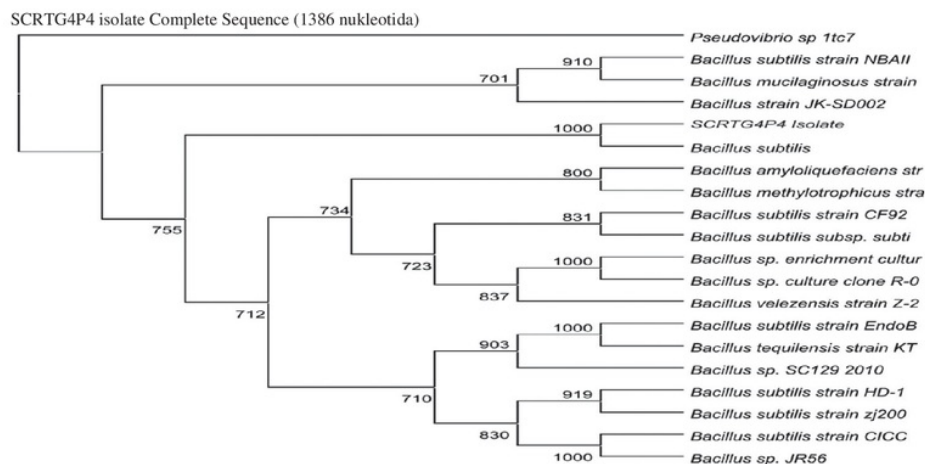 SCRTG4P4 isolate Complete Sequence (1386 nukleotida)
Pseudovibrio sp 1tc7
910
Bacillus subtilis strain NBAII
701
Bacillus mucilaginosus strain
Bacillus strain JK-SD002
1000
SCRTG4P4 Isolate
Bacillus subtilis
800
Bacillus amyloliquefaciens str
Bacillus methylotrophicus stra
734
831
Bacillus subtilis strain CF92
755
Bacillus subtilis subsp. subti
723
1000
Bacillus sp. enrichment cultur
Bacillus sp. culture clone R-0
837
Bacillus velezensis strain Z-2
712
1000
Bacillus subtilis strain EndoB
903
Bacillus tequilensis strain KT
Bacillus sp. SC129 2010
710
919
Bacillus subtilis strain HD-1
Bacillus subtilis strain zj200
830
Bacillus subtilis strain CICC
1000
Bacillus sp. JR56